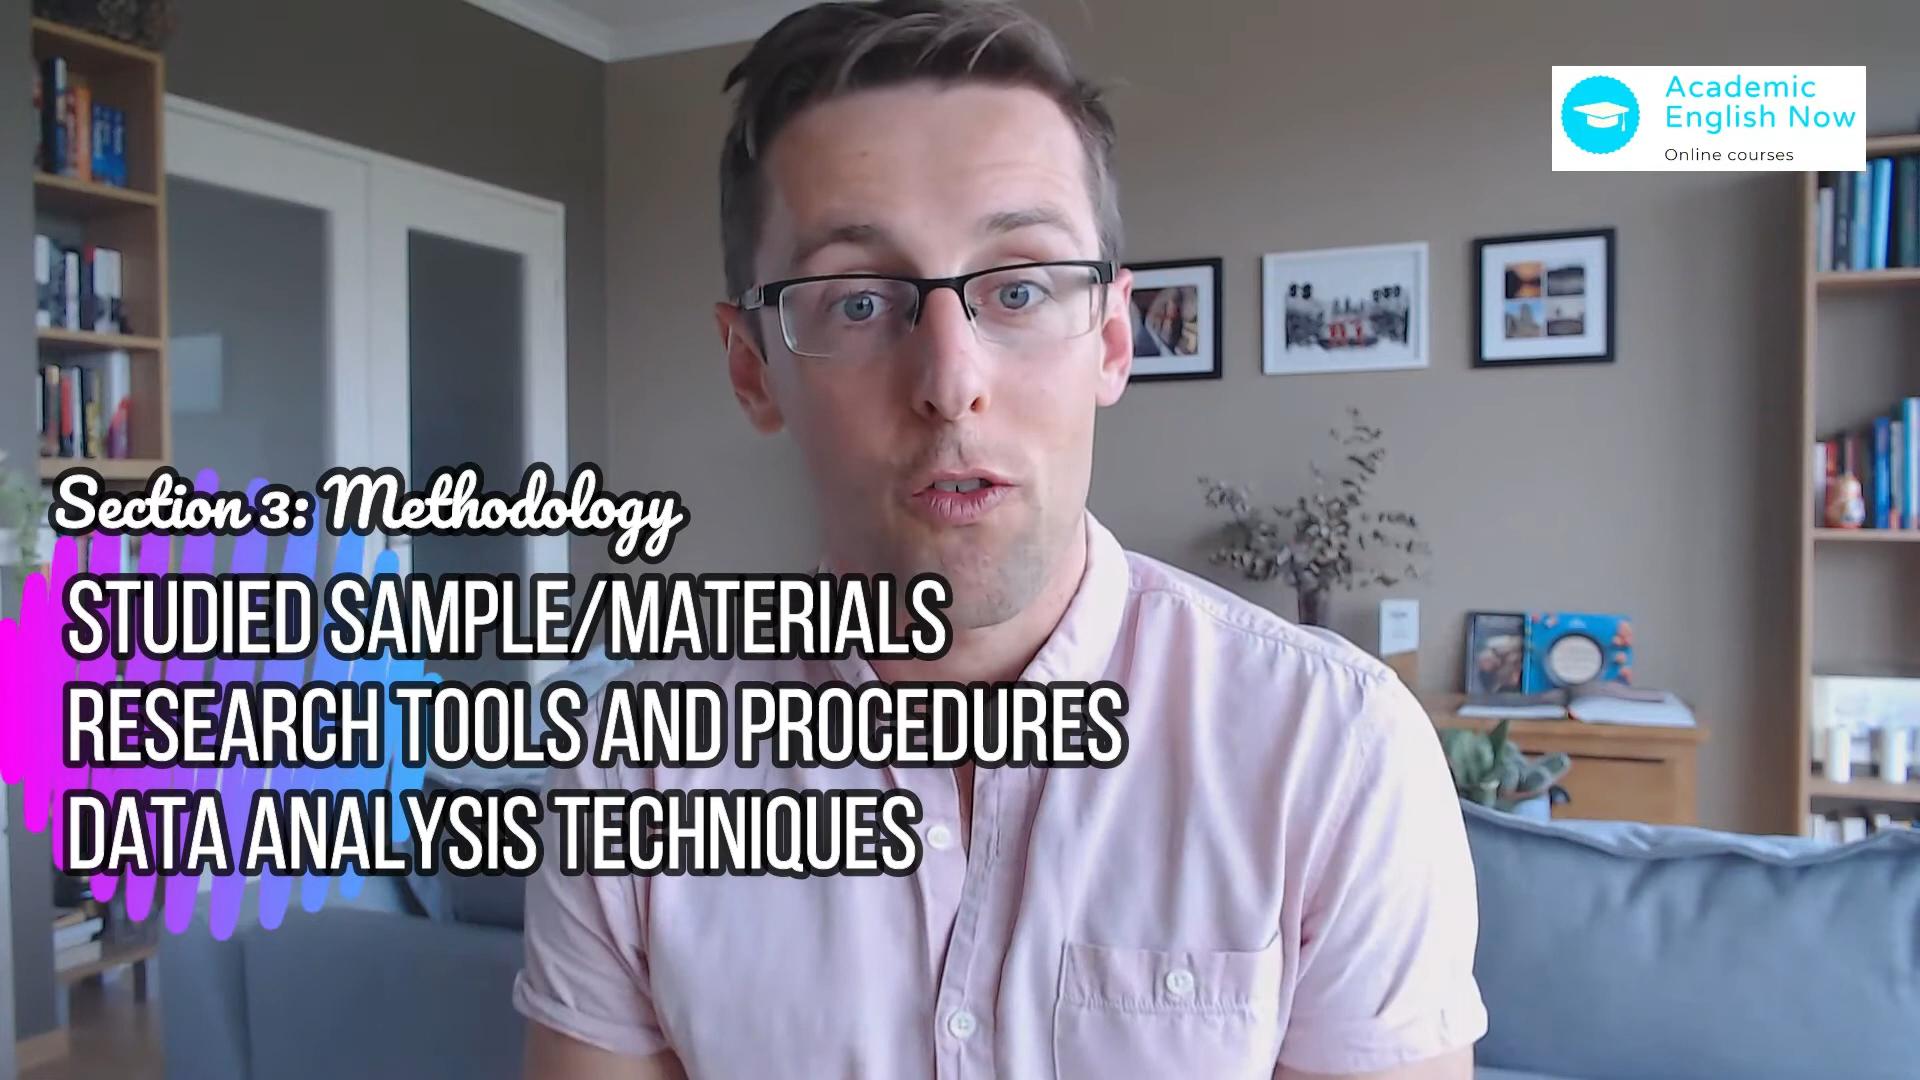 Academic
English Now
Online courses
Section 3: Methodology
STUDIED SAMPLE/MATERIALS
RESEARCH TOOLS AND PROCEDURES
DATA ANALYSIS TECHNIQUES